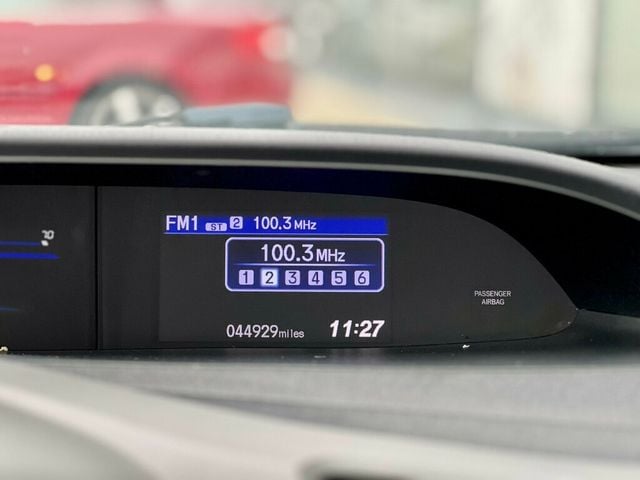 FM1 ST 2 100.3 MHz
100.3 MHz
1 2 3 4 5 6
70
PASSENGER
AIRBAG
044929 miles 11:27